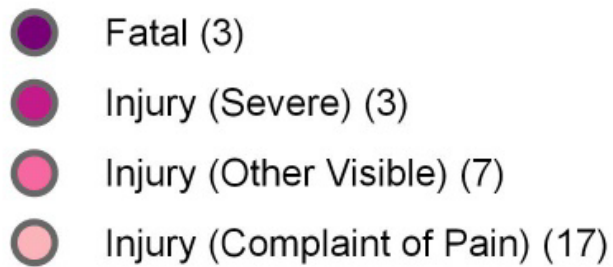 Fatal (3)
Injury (Severe) (3)
Injury (Other Visible) (7)
Injury (Complaint of Pain) (17)